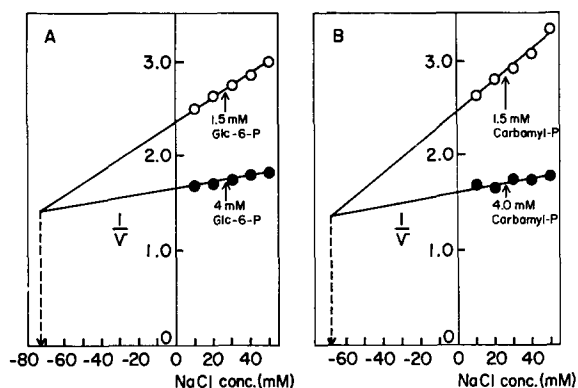 A
3.0
1.5 mM
Glc-6-P
2.0
4 mM
Glc-6-P
1
V
1.0
0
-80 -60 -40 -20 0 20 40
NaCl conc.(mM)
B
3.0
1.5 mM
Carbamyl-P
2.0
4.0 mM
Carbamyl-P
1
V
1.0
0
-60 -40 -20 0 20 40
NaCl conc.(mM)